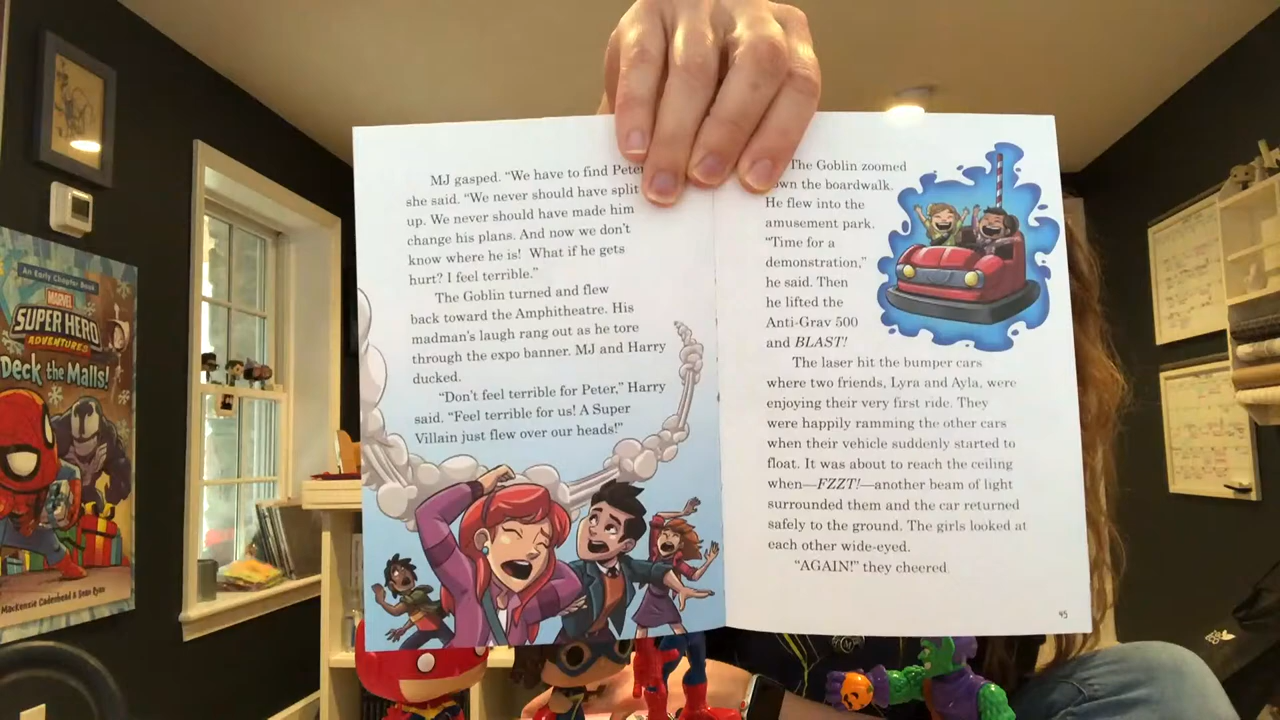 An Early Chapter Book
MARVEL
SUPER HERO
ADVENTURES
Deck the Malls!
MacKenzie Cadenhead & Sean Ryan
MJ gasped. “We have to find Peter
she said. “We never should have split
up. We never should have made him
change his plans. And now we don’t
know where he is! What if he gets
hurt? I feel terrible.”
The Goblin turned and flew
back toward the Amphitheatre. His
madman’s laugh rang out as he tore
through the expo banner. MJ and Harry
ducked.
“Don’t feel terrible for Peter,” Harry
said. “Feel terrible for us! A Super
Villain just flew over our heads!”
The Goblin zoomed
down the boardwalk.
He flew into the
amusement park.
“Time for a
demonstration,”
he said. Then
he lifted the
Anti-Grav 500
and BLAST!
The laser hit the bumper cars
where two friends, Lyra and Ayla, were
enjoying their very first ride. They
were happily ramming the other cars
when their vehicle suddenly started to
float. It was about to reach the ceiling
when—FZZT!—another beam of light
surrounded them and the car returned
safely to the ground. The girls looked at
each other wide-eyed.
“AGAIN!” they cheered
45